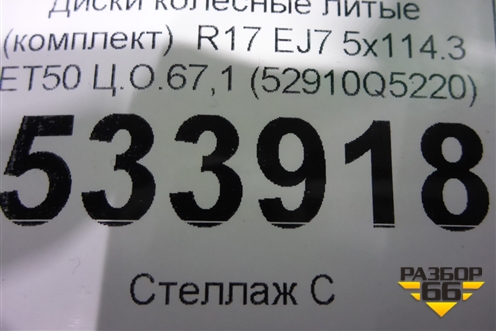 Диски колесные литые
(комплект) R17 EJ7 5x114.3
ET50 Ц.О.67,1 (52910Q5220)
533918
Стеллаж С
РАЗБОР
66